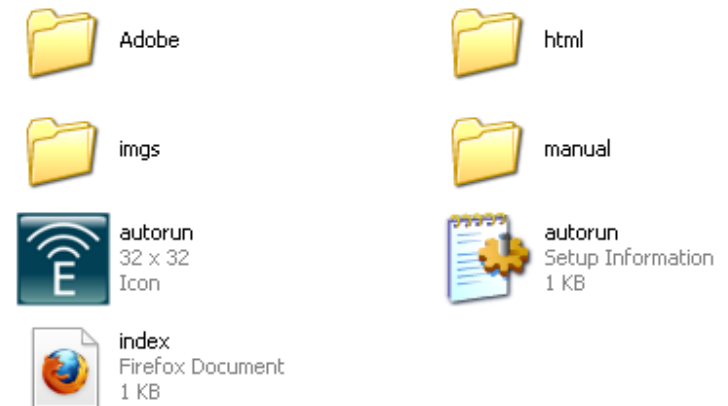 Adobe
html
imgs
manual
autorun
32 x 32
Icon
E
autorun
Setup Information
1 KB
index
Firefox Document
1 KB